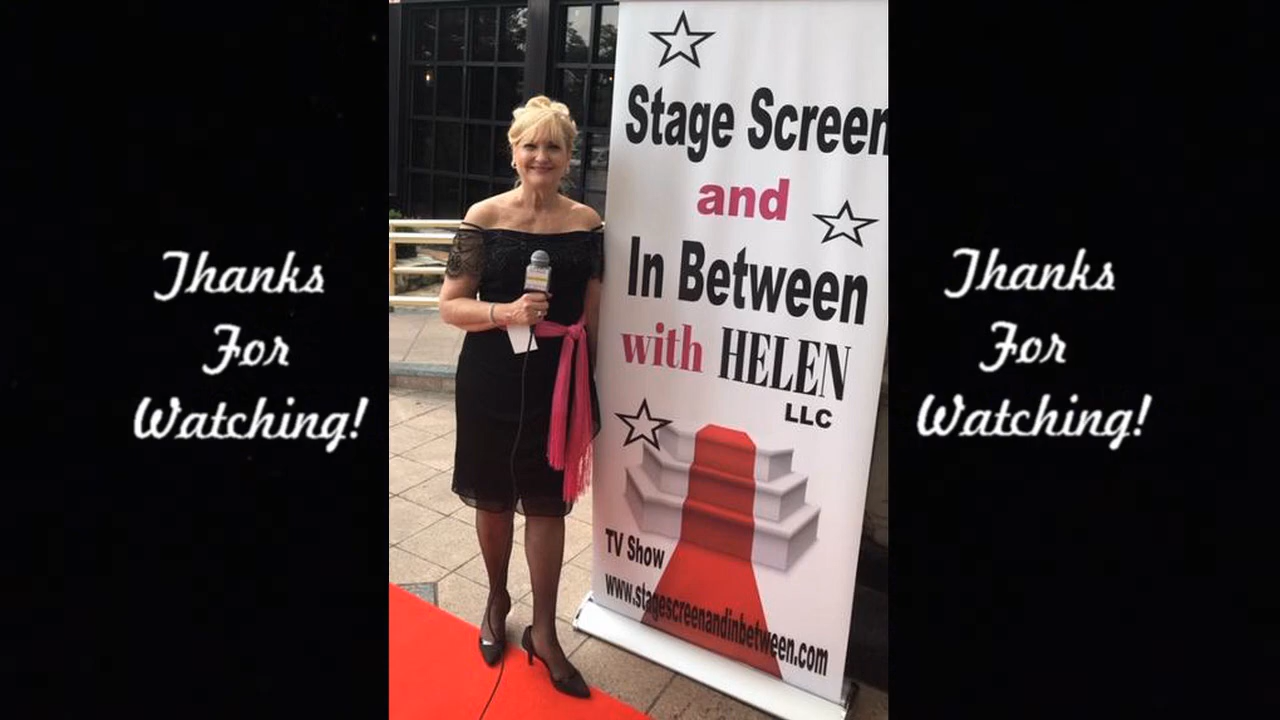 Thanks
For
Watching!
Stage Screen
and
In Between
with HELEN
LLC
TV Show
www.stagescreenandinbetween.com
Thanks
For
Watching!